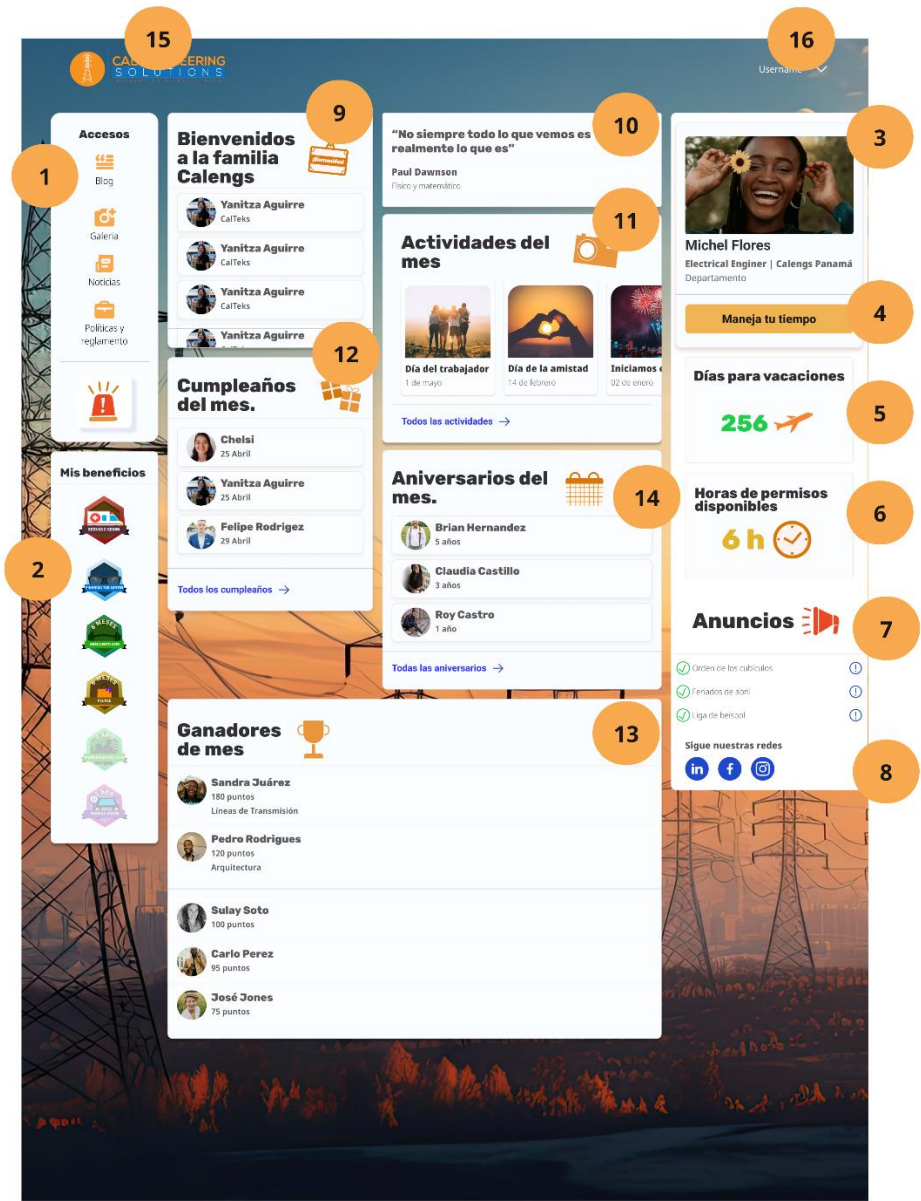 15
16
SOLUTIONS
Username
Accesos
1
Blog
Galeria
Noticias
Políticas y
reglamento
Mis beneficios
2
6 MESES
9
Bienvenidos
a la familia
Calengs
¡Bienvenidos!
Yanitza Aguirre
CalTeks
Yanitza Aguirre
CalTeks
Yanitza Aguirre
CalTeks
Yanitza Aguirre
12
Cumpleaños
del mes.
Chelsi
25 Abril
Yanitza Aguirre
25 Abril
Felipe Rodrigez
29 Abril
Todos los cumpleaños →
10
“No siempre todo lo que vemos es
realmente lo que es”
Paul Dawnson
Físico y matemático
11
Actividades del
mes
Día del trabajador
1 de mayo
Día de la amistad
14 de febrero
Iniciamos
02 de enero
Todos las actividades →
14
Aniversarios del
mes.
Brian Hernandez
5 años
Claudia Castillo
3 años
Roy Castro
1 año
Todas las aniversarios →
13
Ganadores
de mes
Sandra Juárez
180 puntos
Líneas de Transmisión
Pedro Rodrigues
120 puntos
Arquitectura
Sulay Soto
100 puntos
Carlo Perez
95 puntos
José Jones
75 puntos
3
Michel Flores
Electrical Enginer | Calengs Panamá
Departamento
Maneja tu tiempo
4
Días para vacaciones
256
5
Horas de permisos
disponibles
6 h
6
Anuncios
7
Orden de los cubículos
Feriados de abril
Liga de beisbol
Sigue nuestras redes
in f
8